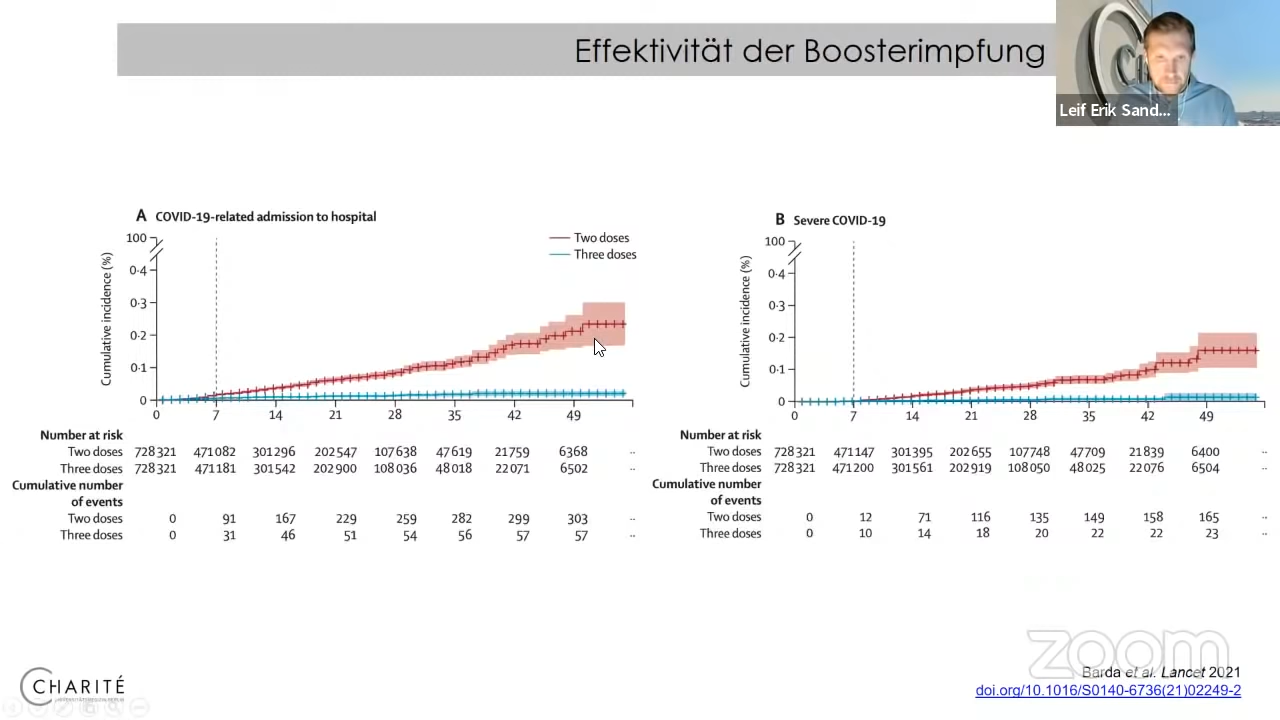 Effektivität der Boosterimpfung
Leif Erik Sand...
A COVID-19-related admission to hospital
Two doses
Three doses
Cumulative incidence (%)
100
0·4
0·3
0·2
0·1
0
0 7 14 21 28 35 42 49
Number at risk
Two doses 728 321 471 082 301 296 202 547 107 638 47 619 21 759 6368 ..
Three doses 728 321 471 181 301 542 202 900 108 036 48 018 22 071 6502 ..
Cumulative number
of events
Two doses 0 91 167 229 259 282 299 303 ..
Three doses 0 31 46 51 54 56 57 57 ..
B Severe COVID-19
Cumulative incidence (%)
100
0·4
0·3
0·2
0·1
0
0 7 14 21 28 35 42 49
Number at risk
Two doses 728 321 471 147 301 395 202 655 107 748 47 709 21 839 6400 ..
Three doses 728 321 471 200 301 561 202 919 108 050 48 025 22 076 6504 ..
Cumulative number
of events
Two doses 0 12 71 116 135 149 158 165 ..
Three doses 0 10 14 18 20 22 22 23 ..
zoom
Barda et al. Lancet 2021
doi.org/10.1016/S0140-6736(21)02249-2
CHARITÉ